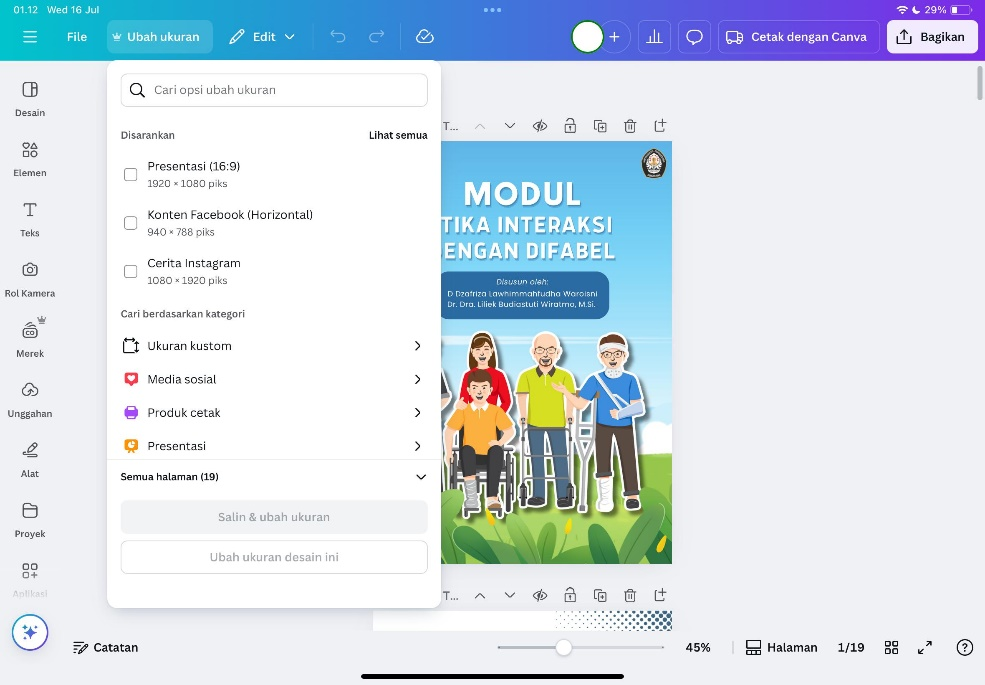 01.12 Wed 16 Jul
29%
File
Ubah ukuran
Edit
Cetak dengan Canva
Bagikan
Desain
Elemen
Teks
Rol Kamera
Merek
Unggahan
Alat
Proyek
Aplikasi
Cari opsi ubah ukuran
Disarankan
Lihat semua
Presentasi (16:9)
1920 × 1080 piks
Konten Facebook (Horizontal)
940 × 788 piks
Cerita Instagram
1080 × 1920 piks
Cari berdasarkan kategori
Ukuran kustom
Media sosial
Produk cetak
Presentasi
Semua halaman (19)
Salin & ubah ukuran
Ubah ukuran desain ini
T...
MODUL
TIKA INTERAKSI
ENGAN DIFABEL
Disusun oleh:
D Dzafriza Lawhimmahfudha Waroisni
Dr. Dra. Liliek Budiastuti Wiratmo, M.Si.
T...
Catatan
45%
Halaman
1/19